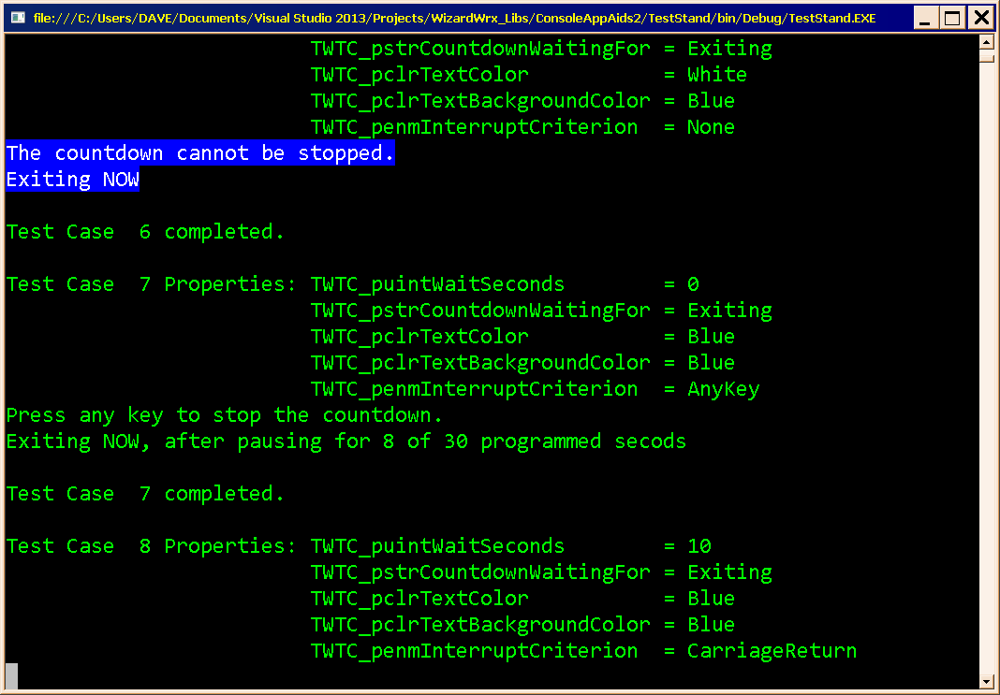 file:///C:/Users/DAVE/Documents/Visual Studio 2013/Projects/WizardWrx_Libs/ConsoleAppAids2/TestStand/bin/Debug/TestStand.EXE
TWTC_pstrCountdownWaitingFor = Exiting
TWTC_pclrTextColor = White
TWTC_pclrTextBackgroundColor = Blue
TWTC_penmInterruptCriterion = None
The countdown cannot be stopped.
Exiting NOW
Test Case 6 completed.
Test Case 7 Properties: TWTC_puintWaitSeconds = 0
TWTC_pstrCountdownWaitingFor = Exiting
TWTC_pclrTextColor = Blue
TWTC_pclrTextBackgroundColor = Blue
TWTC_penmInterruptCriterion = AnyKey
Press any key to stop the countdown.
Exiting NOW, after pausing for 8 of 30 programmed secods
Test Case 7 completed.
Test Case 8 Properties: TWTC_puintWaitSeconds = 10
TWTC_pstrCountdownWaitingFor = Exiting
TWTC_pclrTextColor = Blue
TWTC_pclrTextBackgroundColor = Blue
TWTC_penmInterruptCriterion = CarriageReturn